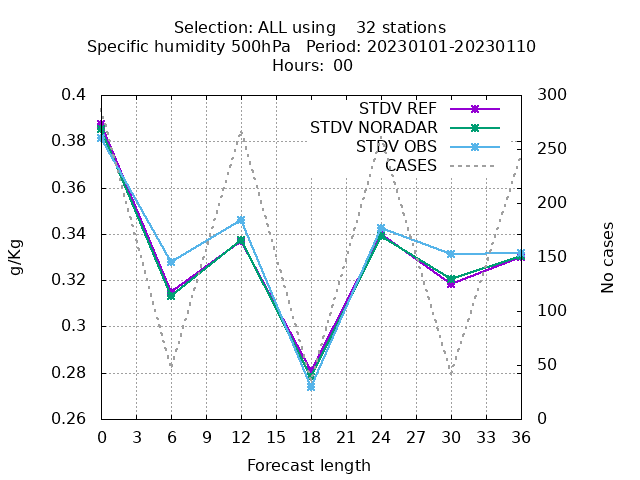 Selection: ALL using    32 stations
Specific humidity 500hPa   Period: 20230101-20230110
Hours:  00
0.4
0.38
0.36
0.34
0.32
0.3
0.28
0.26
g/Kg
STDV REF
STDV NORADAR
STDV OBS
CASES
300
250
200
150
100
50
0
No cases
0 3 6 9 12 15 18 21 24 27 30 33 36
Forecast length